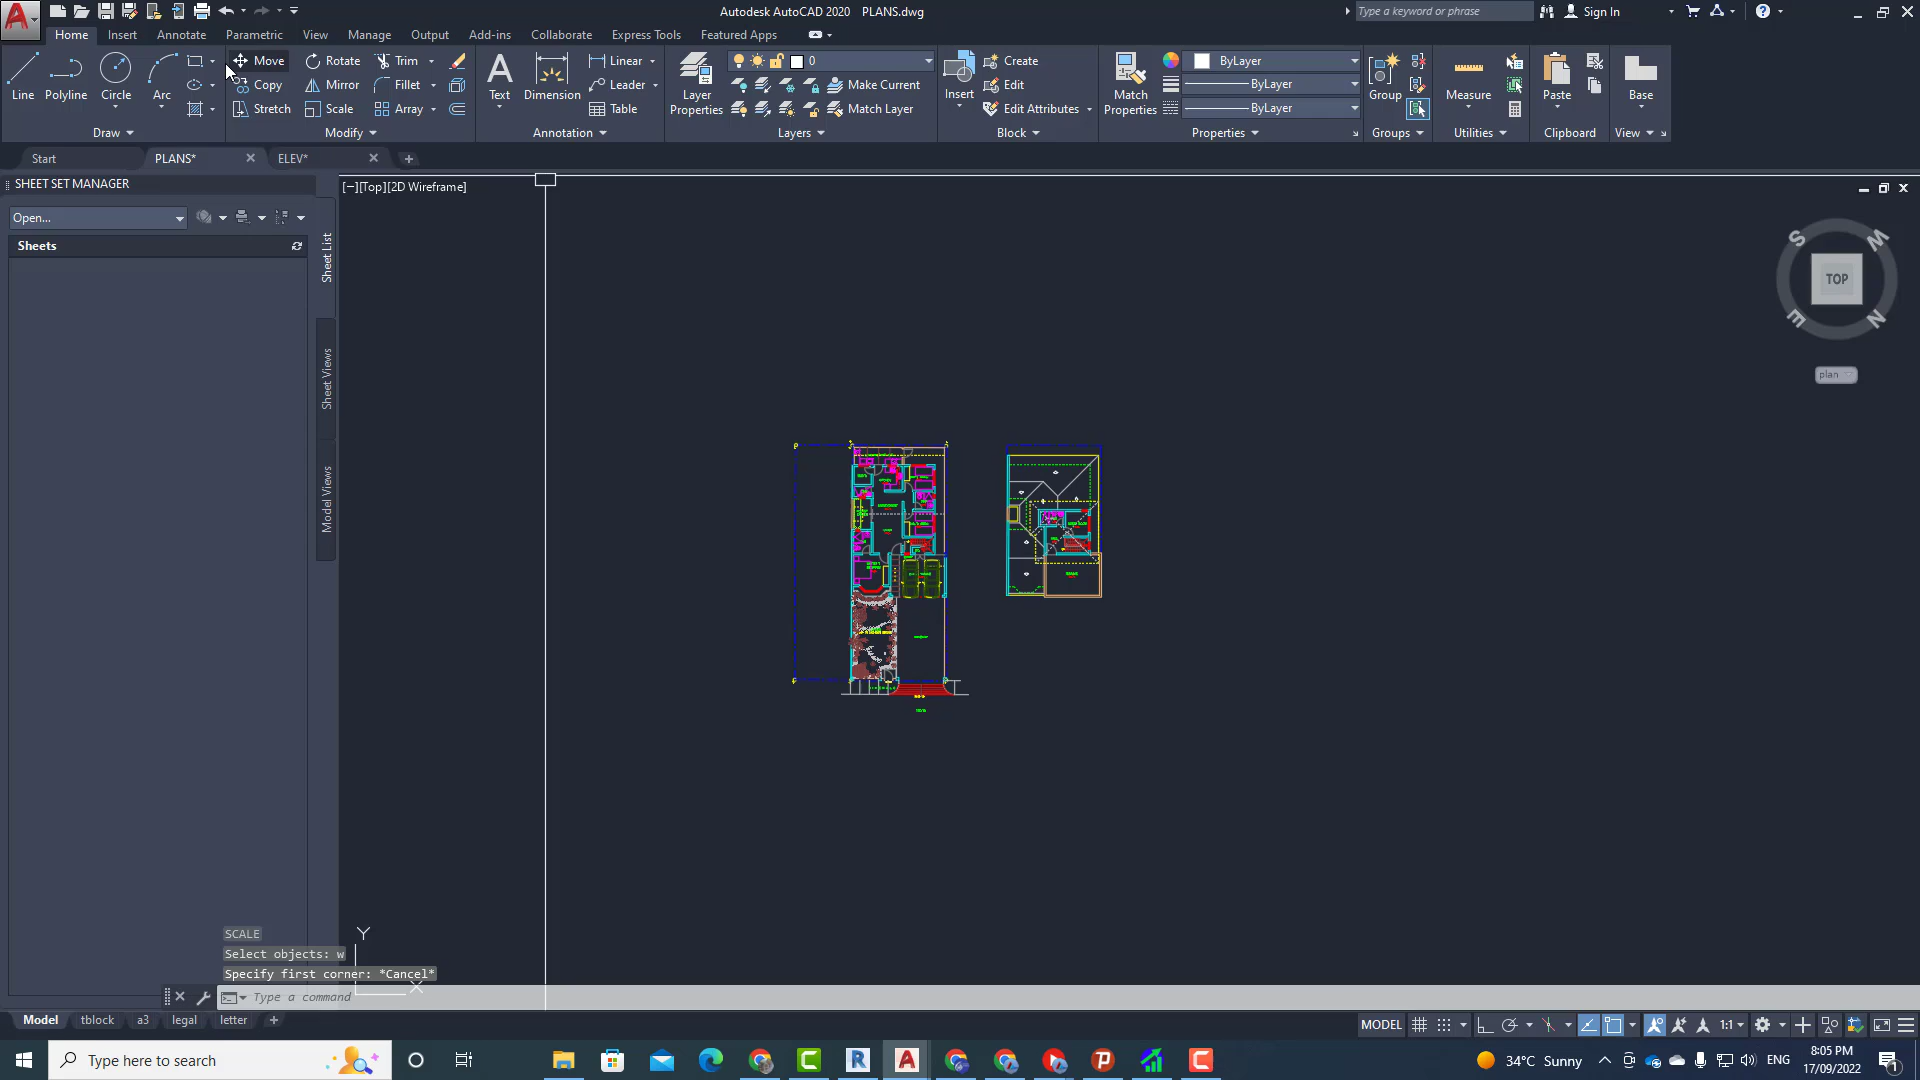 Autodesk AutoCAD 2020 PLANS.dwg
Type a keyword or phrase
Sign In
Home Insert Annotate Parametric View Manage Output Add-ins Collaborate Express Tools Featured Apps
Line Polyline Circle Arc
Move Rotate Trim
Copy Mirror Fillet
Stretch Scale Array
Text Dimension
Linear
Leader
Table
Layer Properties
0
Make Current
Match Layer
Insert
Create
Edit
Edit Attributes
Match Properties
ByLayer
ByLayer
ByLayer
Group
Measure
Paste
Base
Draw Modify Annotation Layers Block Properties Groups Utilities Clipboard View
Start PLANS* ELEV*
SHEET SET MANAGER
Open...
Sheets
Sheet List
Sheet Views
Model Views
[−][Top][2D Wireframe]
S W
TOP
E N
plan
Y
X
SCALE
Select objects: w
Specify first corner: *Cancel*
Type a command
Model tblock a3 legal letter
MODEL
1:1
Type here to search
34°C Sunny
ENG
8:05 PM
17/09/2022
1